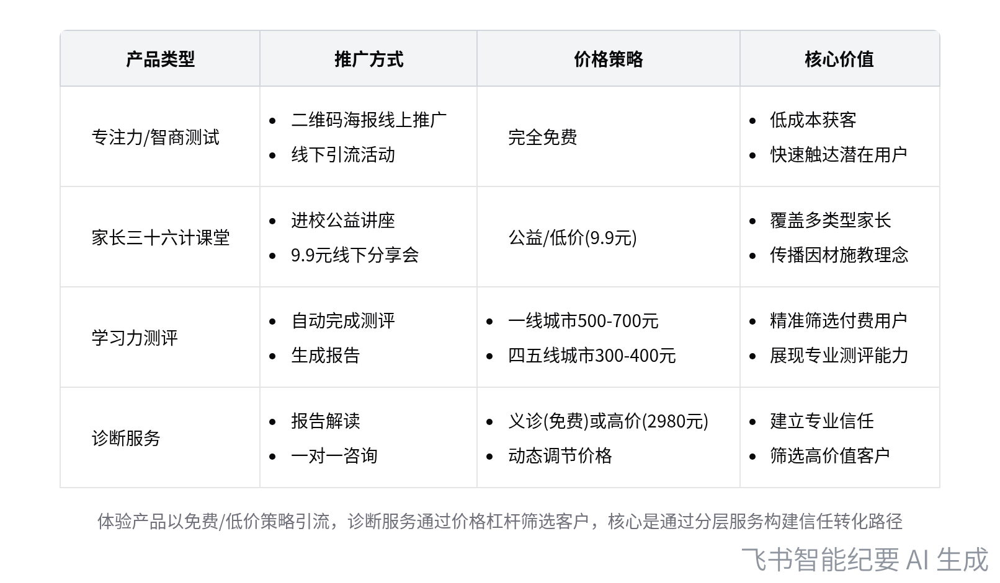 产品类型
推广方式
价格策略
核心价值
专注力/智商测试
二维码海报线上推广
线下引流活动
完全免费
低成本获客
快速触达潜在用户
家长三十六计课堂
进校公益讲座
9.9元线下分享会
公益/低价(9.9元)
覆盖多类型家长
传播因材施教理念
学习力测评
自动完成测评
生成报告
一线城市500-700元
四五线城市300-400元
精准筛选付费用户
展现专业测评能力
诊断服务
报告解读
一对一咨询
义诊(免费)或高价(2980元)
动态调节价格
建立专业信任
筛选高价值客户
体验产品以免费/低价策略引流，诊断服务通过价格杠杆筛选客户，核心是通过分层服务构建信任转化路径
飞书智能纪要 AI 生成